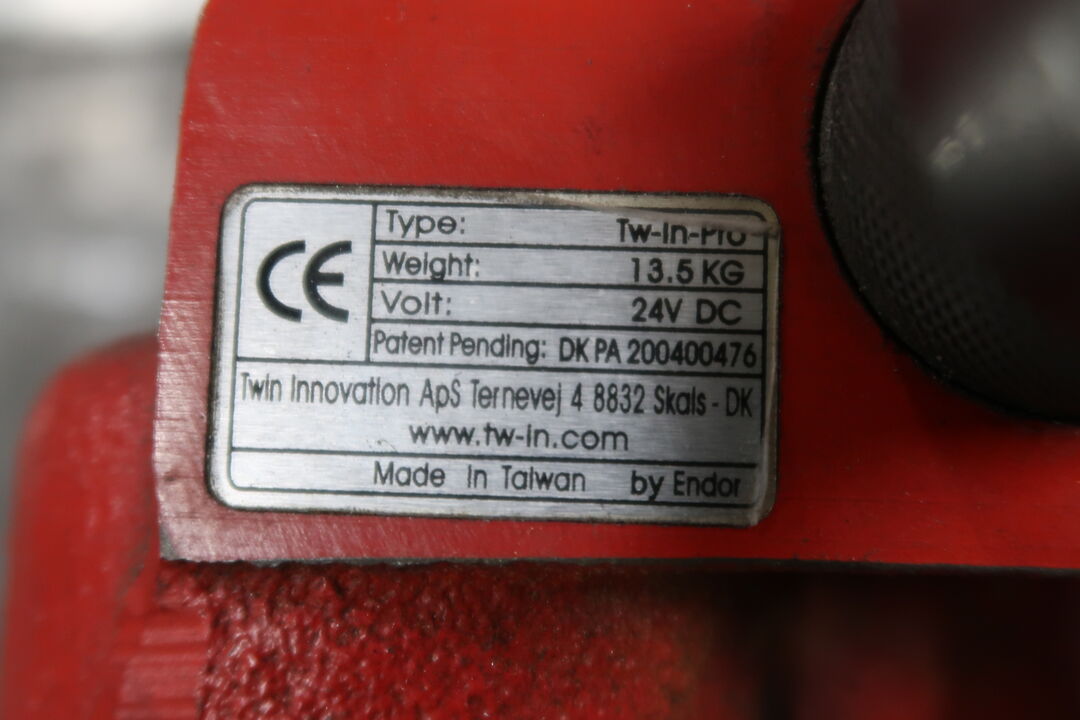 CE
Type: Tw-in-Pro
Weight: 13.5 KG
Volt: 24V DC
Patent Pending: DK PA 200400476
Twin Innovation ApS Ternevej 4 8832 Skals - DK
www.tw-in.com
Made in Taiwan by Endor